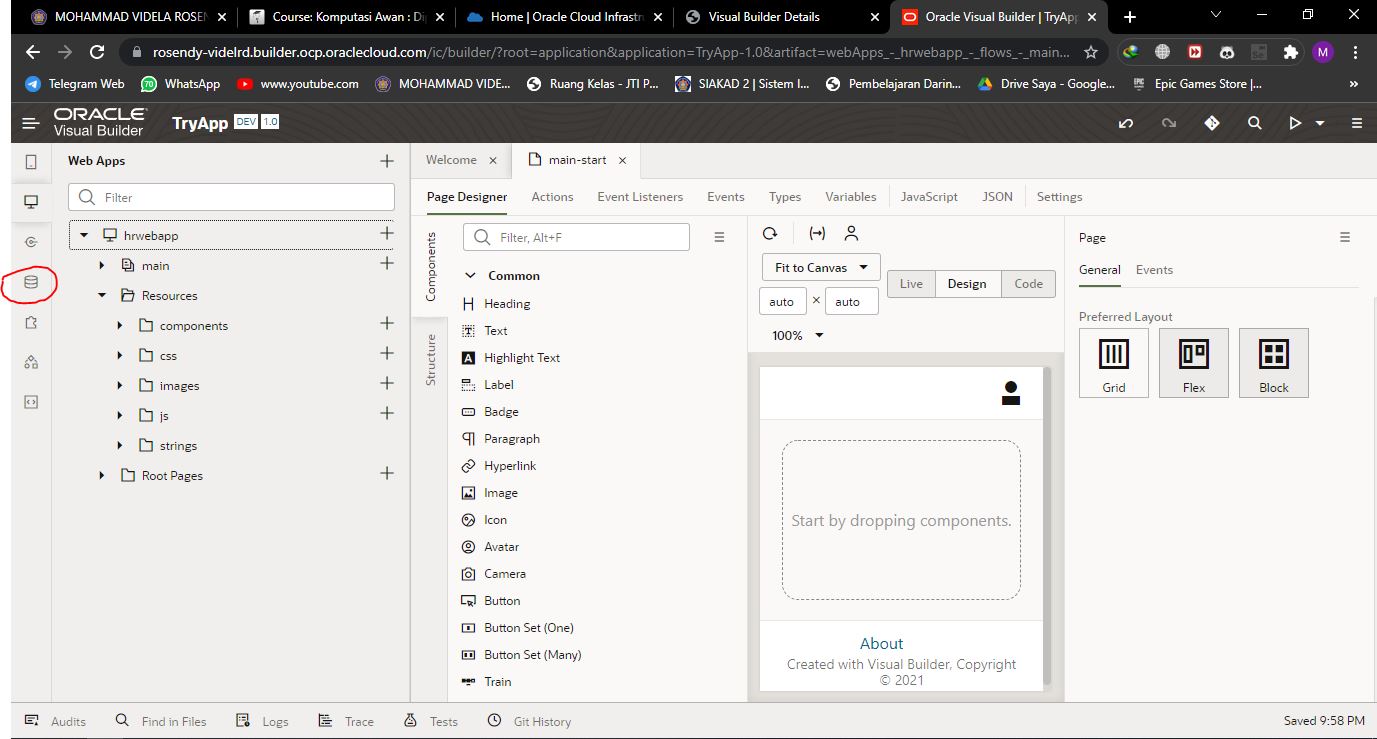 MOHAMMAD VIDELA ROSEN
Course: Komputasi Awan : Di
Home | Oracle Cloud Infrastru
Visual Builder Details
Oracle Visual Builder | TryApp
rosendy-videlrd.builder.ocp.oraclecloud.com/ic/builder/?root=application&application=TryApp-1.0&artifact=webApps_-_hrwebapp_-_flows_-_main...
M
Telegram Web
70
WhatsApp
www.youtube.com
MOHAMMAD VIDE...
Ruang Kelas - JTI P...
SIAKAD 2 | Sistem I...
Pembelajaran Darin...
Drive Saya - Google...
Epic Games Store |...
»
ORACLE
Visual Builder
TryApp
DEV
1.0
Web Apps
Welcome
main-start
Filter
Page Designer
Actions
Event Listeners
Events
Types
Variables
JavaScript
JSON
Settings
hrwebapp
main
Resources
components
css
images
js
strings
Root Pages
Components
Structure
Filter, Alt+F
Common
Heading
Text
Highlight Text
Label
Badge
Paragraph
Hyperlink
Image
Icon
Avatar
Camera
Button
Button Set (One)
Button Set (Many)
Train
Fit to Canvas
Live
Design
Code
auto × auto
100%
Start by dropping components.
About
Created with Visual Builder, Copyright
© 2021
Page
General
Events
Preferred Layout
Grid
Flex
Block
Audits
Find in Files
Logs
Trace
Tests
Git History
Saved 9:58 PM